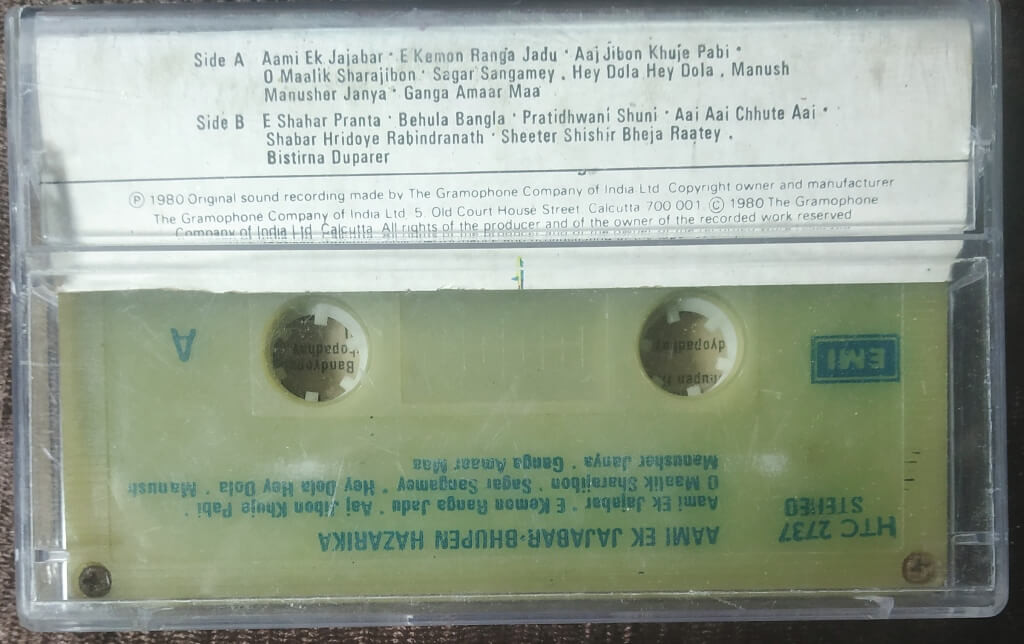 Side A Aami Ek Jajabar · E Kemon Ranga Jadu · Aaj Jibon Khuje Pabi ·
O Maalik Sharajibon · Sagar Sangamey . Hey Dola Hey Dola . Manush
Manusher Janya · Ganga Amaar Maa
Side B E Shahar Pranta · Behula Bangla · Pratidhwani Shuni · Aai Aai Chhute Aai ·
Shabar Hridoye Rabindranath · Sheeter Shishir Bheja Raatey .
Bistirna Duparer
Ⓟ 1980 Original sound recording made by The Gramophone Company of India Ltd Copyright owner and manufacturer
The Gramophone Company of India Ltd, 5, Old Court House Street Calcutta 700 001. © 1980 The Gramophone
Company of India Ltd Calcutta All rights of the producer and of the owner of the recorded work reserved
HTC 2737
STEREO
AAMI EK JAJABAR·BHUPEN HAZARIKA
Aami Ek Jajabar · E Kemon Ranga Jadu · Aaj Jibon Khuje Pabi ·
O Maalik Sharajibon · Sagar Sangamey · Hey Dola Hey Dola · Manush
Manusher Janya · Ganga Amaar Maa
EMI
A